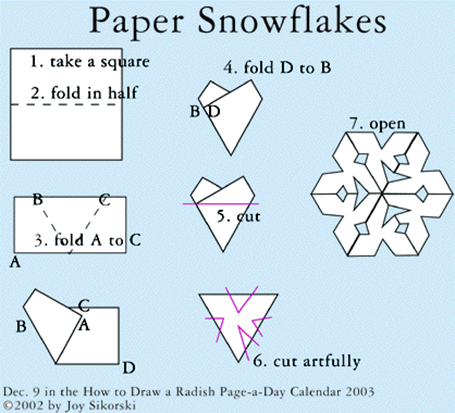 Paper Snowflakes
1. take a square
2. fold in half
B C
3. fold A to C
A
B
C
A
D
4. fold D to B
B D
5. cut
6. cut artfully
7. open
Dec. 9 in the How to Draw a Radish Page-a-Day Calendar 2003
©2002 by Joy Sikorski